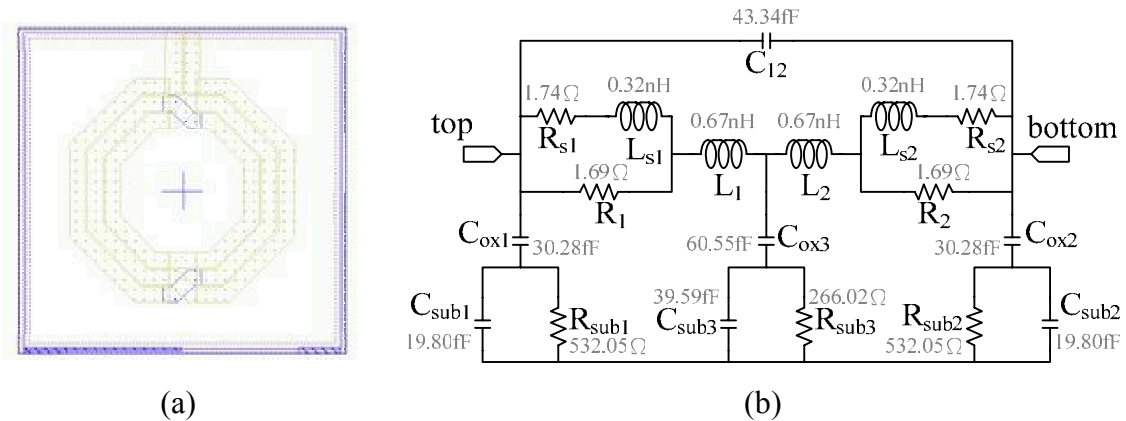 43.34fF
C12
1.74Ω
0.32nH
0.32nH
1.74Ω
top
Rs1
Ls1
0.67nH
0.67nH
Ls2
Rs2
bottom
1.69Ω
L1
L2
1.69Ω
R1
R2
Cox1
30.28fF
60.55fF
Cox3
30.28fF
Cox2
Csub1
19.80fF
Rsub1
532.05Ω
39.59fF
Csub3
266.02Ω
Rsub3
Rsub2
532.05Ω
Csub2
19.80fF
(a)
(b)